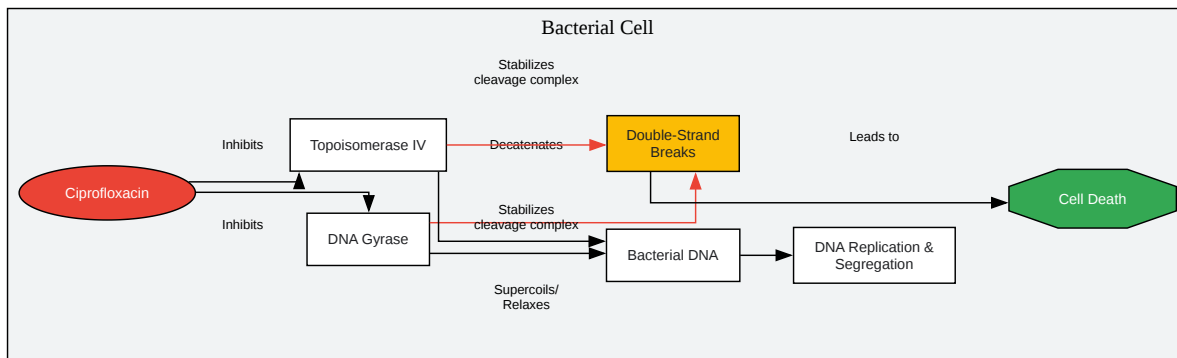 Bacterial Cell
Stabilizes
cleavage complex
Inhibits
Topoisomerase IV
Decatenates
Double-Strand
Breaks
Leads to
Ciprofloxacin
Cell Death
Inhibits
DNA Gyrase
Stabilizes
cleavage complex
Bacterial DNA
DNA Replication &
Segregation
Supercoils/
Relaxes